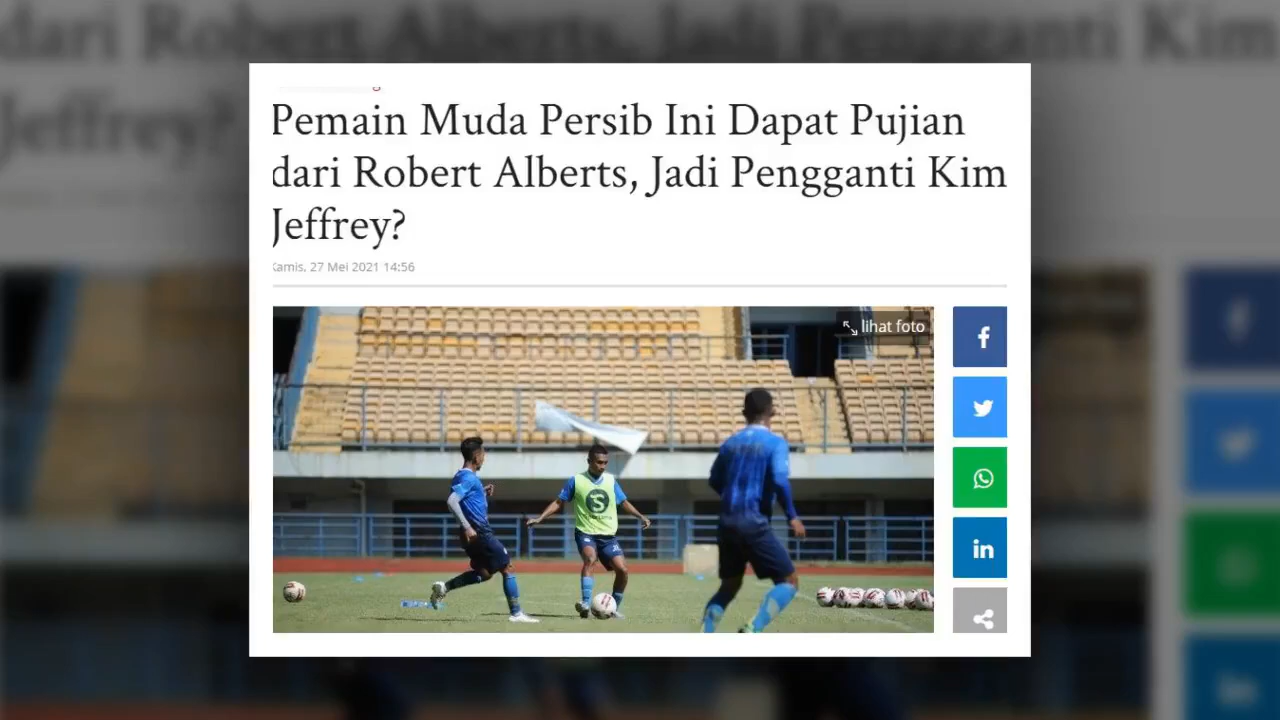 Pemain Muda Persib Ini Dapat Pujian
dari Robert Alberts, Jadi Pengganti Kim
Jeffrey?
Kamis, 27 Mei 2021 14:56
lihat foto